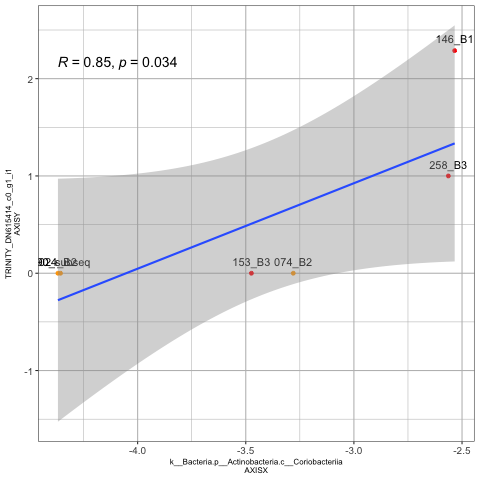 146_B1
R = 0.85, p = 0.034
2
258_B3
1
153_B3 074_B2
0
-1
-4.0 -3.5 -3.0 -2.5
TRINITY_DN615414_c0_g1_i1
AXISY
k__Bacteria.p__Actinobacteria.c__Coriobacteriia
AXISX